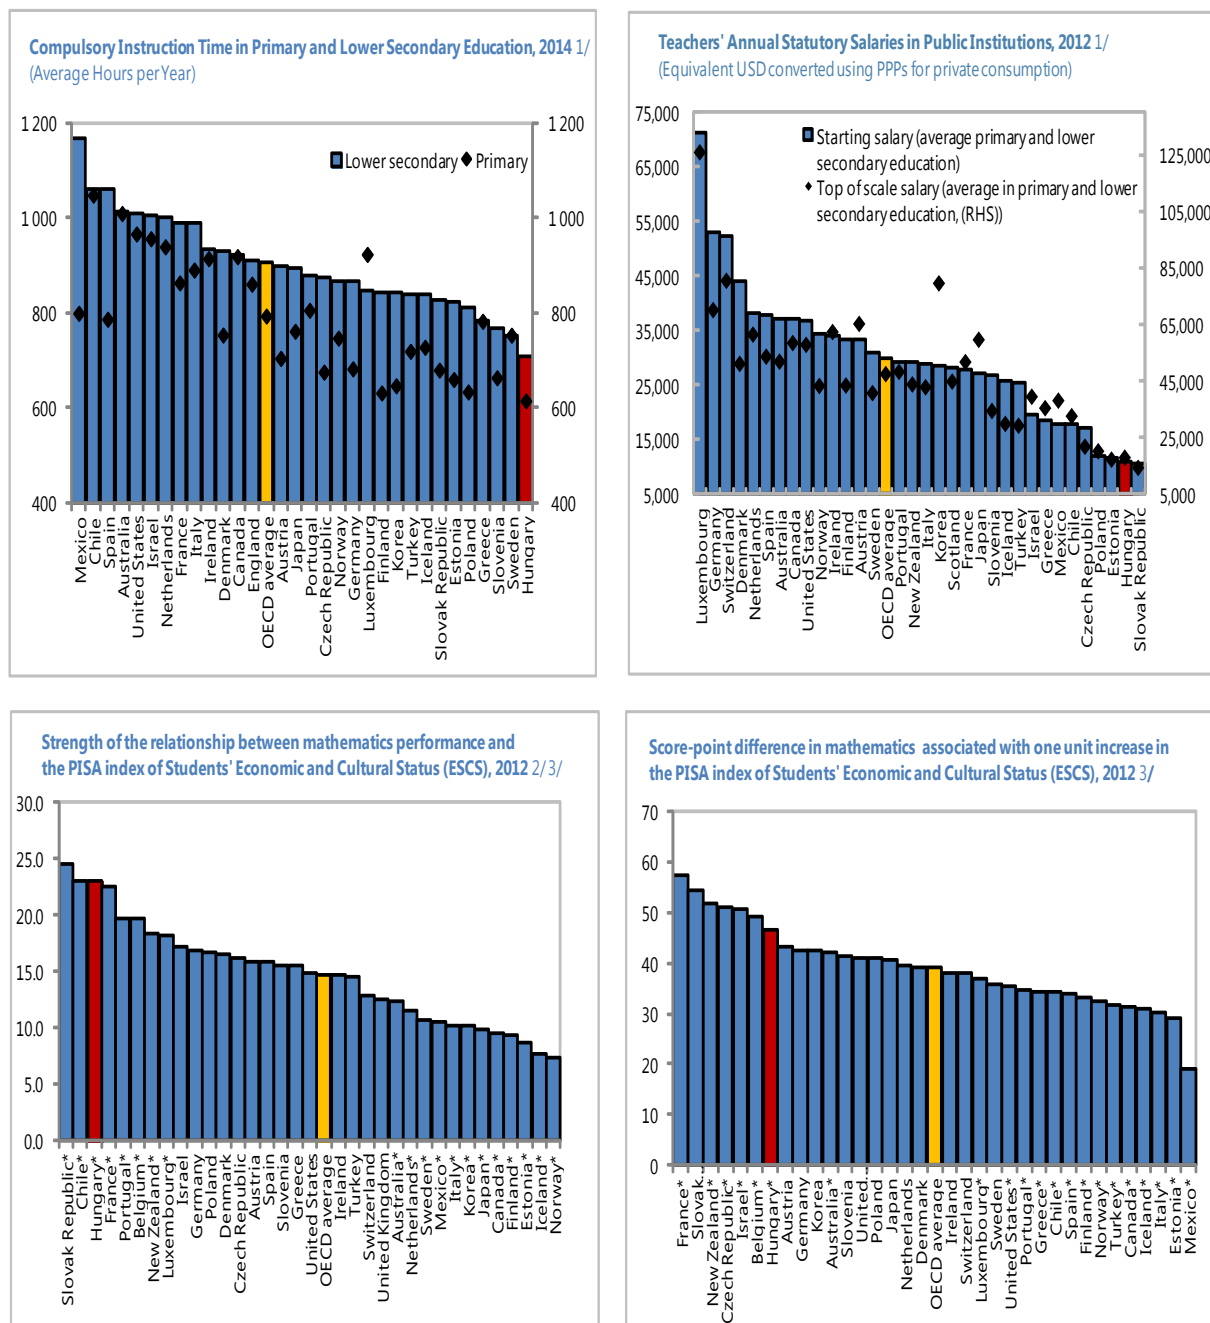 Compulsory Instruction Time in Primary and Lower Secondary Education, 2014 1/
(Average Hours per Year)
1200
1000
800
600
400
1200
1000
800
600
400
Lower secondary
Primary
Mexico
Chile
Spain
Australia
United States
Israel
Netherlands
France
Italy
Ireland
Denmark
Canada
England
OECD average
Austria
Japan
Portugal
Czech Republic
Norway
Germany
Luxembourg
Finland
Korea
Turkey
Iceland
Slovak Republic
Estonia
Poland
Greece
Slovenia
Sweden
Hungary
Teachers' Annual Statutory Salaries in Public Institutions, 2012 1/
(Equivalent USD converted using PPPs for private consumption)
75,000
65,000
55,000
45,000
35,000
25,000
15,000
5,000
125,000
105,000
85,000
65,000
45,000
25,000
5,000
Starting salary (average primary and lower
secondary education)
Top of scale salary (average in primary and lower
secondary education, (RHS))
Luxembourg
Germany
Switzerland
Denmark
Netherlands
Spain
Australia
Canada
United States
Norway
Ireland
Finland
Austria
Sweden
OECD average
Portugal
New Zealand
Italy
Korea
Scotland
France
Japan
Slovenia
Iceland
Turkey
Israel
Greece
Mexico
Chile
Czech Republic
Poland
Estonia
Hungary
Slovak Republic
Strength of the relationship between mathematics performance and
the PISA index of Students' Economic and Cultural Status (ESCS), 2012 2/ 3/
30.0
25.0
20.0
15.0
10.0
5.0
0.0
Slovak Republic*
Chile*
Hungary*
France*
Portugal*
Belgium*
New Zealand*
Luxembourg*
Israel
Germany
Poland
Denmark
Czech Republic
Austria
Spain
Slovenia
Greece
United States
OECD average
Ireland
Turkey
Switzerland
United Kingdom
Australia*
Netherlands*
Sweden*
Mexico*
Italy*
Korea*
Japan*
Canada*
Finland*
Estonia*
Iceland*
Norway*
Score-point difference in mathematics associated with one unit increase in
the PISA index of Students' Economic and Cultural Status (ESCS), 2012 3/
70
60
50
40
30
20
10
0
France*
Slovak...
New Zealand*
Czech Republic*
Israel*
Belgium*
Hungary*
Austria
Germany
Korea
Australia*
Slovenia
United...
Poland
Japan
Netherlands
Denmark
OECD average
Ireland
Switzerland
Luxembourg*
Sweden
United States*
Portugal*
Greece*
Chile*
Spain*
Finland*
Norway*
Turkey*
Canada*
Iceland*
Italy*
Estonia*
Mexico*